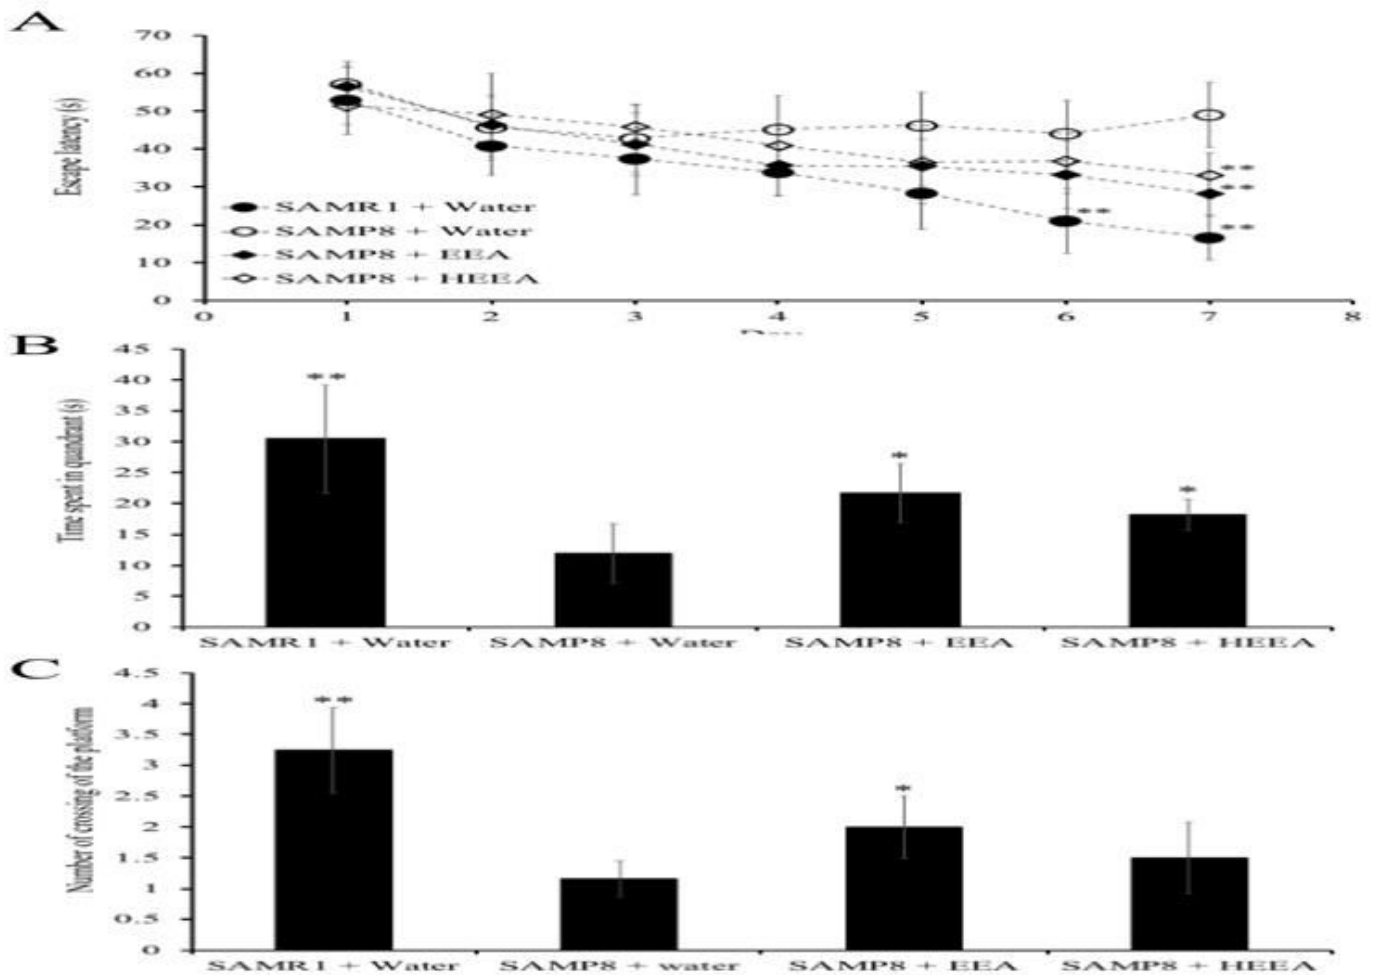 A
Escape latency (s)
70
60
50
40
30
20
10
0
SAMR1 + Water
SAMP8 + Water
SAMP8 + EEA
SAMP8 + HEEA
**
**
**
**
0 1 2 3 4 5 6 7 8
B
Time spent in quandrant (s)
45
40
35
30
25
20
15
10
5
0
**
*
*
SAMR1 + Water SAMP8 + Water SAMP8 + EEA SAMP8 + HEEA
C
Number of crossing of the platform
4.5
4
3.5
3
2.5
2
1.5
1
0.5
0
**
*
SAMR1 + Water SAMP8 + water SAMP8 + EEA SAMP8 + HEEA